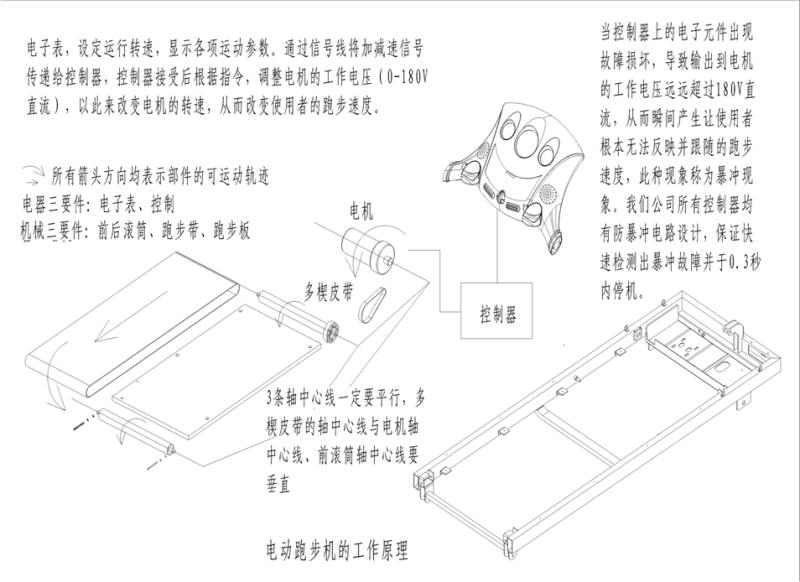 电子表，设定运行转速，显示各项运动参数。通过信号线将加减速信号
传递给控制器，控制器接受后根据指令，调整电机的工作电压（0-180V
直流），以此来改变电机的转速，从而改变使用者的跑步速度。
所有箭头方向均表示部件的可运动轨迹
电器三要件：电子表、控制
机械三要件：前后滚筒、跑步带、跑步板
当控制器上的电子元件出现
故障损坏，导致输出到电机
的工作电压远远超过180V直
流，从而瞬间产生让使用者
根本无法反映并跟随的跑步
速度，此种现象称为暴冲现
象。我们公司所有控制器均
有防暴冲电路设计，保证快
速检测出暴冲故障并于0.3秒
内停机。
电机
多楔皮带
控制器
3条轴中心线一定要平行，多
楔皮带的轴中心线与电机轴
中心线、前滚筒轴中心线要
垂直
电动跑步机的工作原理